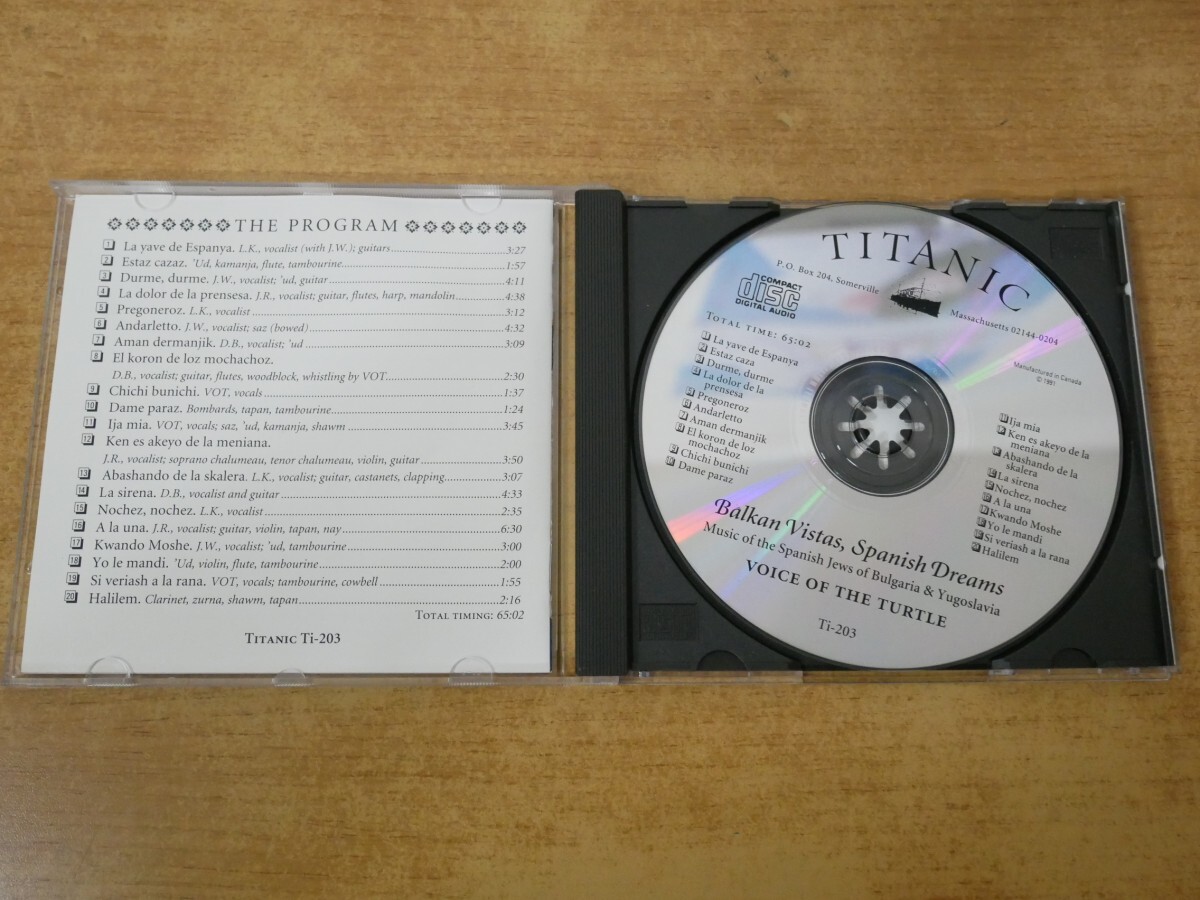 THE PROGRAM
1 La yave de Espanya. L.K., vocalist (with J.W.); guitars 3:27
2 Estaz cazaz. 'Ud, kamanja, flute, tambourine 1:57
3 Durme, durme. J.W., vocalist; 'ud, guitar 4:11
4 La dolor de la prensesa. J.R., vocalist; guitar, flutes, harp, mandolin 4:38
5 Pregoneroz. L.K., vocalist 3:12
6 Andarletto. J.W., vocalist; saz (bowed) 4:32
7 Aman dermanjik. D.B., vocalist; 'ud 3:09
8 El koron de loz mochachoz.
D.B., vocalist; guitar, flutes, woodblock, whistling by VOT 2:30
9 Chichi bunichi. VOT, vocals 1:37
10 Dame paraz. Bombards, tapan, tambourine 1:24
11 Ija mia. VOT, vocals; saz, 'ud, kamanja, shawm 3:45
12 Ken es akeyo de la meniana.
J.R., vocalist; soprano chalumeau, tenor chalumeau, violin, guitar 3:50
13 Abashando de la skalera. L.K., vocalist; guitar, castanets, clapping 3:07
14 La sirena. D.B., vocalist and guitar 4:33
15 Nochez, nochez. L.K., vocalist 2:35
16 A la una. J.R., vocalist; guitar, violin, tapan, nay 6:30
17 Kwando Moshe. J.W., vocalist; 'ud, tambourine 3:00
18 Yo le mandi. 'Ud, violin, flute, tambourine 2:00
19 Si veriash a la rana. VOT, vocals; tambourine, cowbell 1:55
20 Halilem. Clarinet, zurna, shawm, tapan 2:16
TOTAL TIMING: 65:02
TITANIC Ti-203
TITANIC
P.O. Box 204, Somerville
Massachusetts 02144-0204
COMPACT
disc
DIGITAL AUDIO
TOTAL TIME: 65:02
Manufactured in Canada
© 1991
1 La yave de Espanya
2 Estaz caza
3 Durme, durme
4 La dolor de la
prensesa
5 Pregoneroz
6 Andarletto
7 Aman dermanjik
8 El koron de loz
mochachoz
9 Chichi bunichi
10 Dame paraz
11 Ija mia
12 Ken es akeyo de la
meniana
13 Abashando de la
skalera
14 La sirena
15 Nochez, nochez
16 A la una
17 Kwando Moshe
18 Yo le mandi
19 Si veriash a la rana
20 Halilem
Balkan Vistas, Spanish Dreams
Music of the Spanish Jews of Bulgaria & Yugoslavia
VOICE OF THE TURTLE
Ti-203